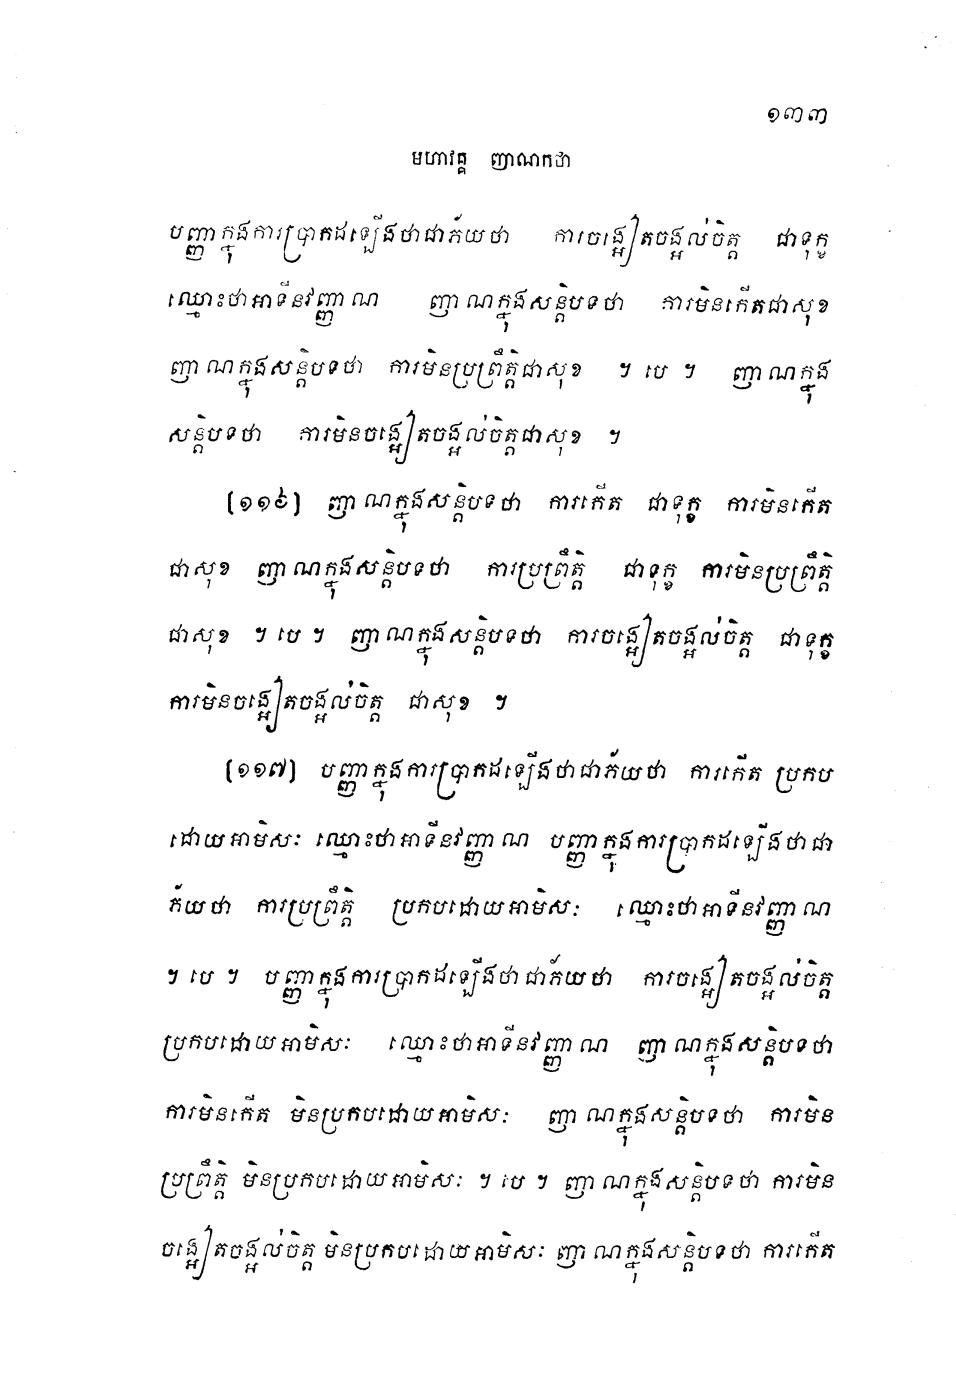 ១៣៣
មហាវគ្គ ញាណកថា
បញ្ញាក្នុងការប្រាកដឡើងថាជាភ័យថា ការចង្អៀតចង្អល់ចិត្ត ជាទុក្ខ
ឈ្មោះថាអាទីនវញ្ញាណ ញាណក្នុងសន្តិបទថា ការមិនកើតជាសុខ
ញាណក្នុងសន្តិបទថា ការមិនប្រព្រឹត្តិជាសុខ ។ បេ ។ ញាណក្នុង
សន្តិបទថា ការមិនចង្អៀតចង្អល់ចិត្តជាសុខ ។
(១១៩) ញាណក្នុងសន្តិបទថា ការកើត ជាទុក្ខ ការមិនកើត
ជាសុខ ញាណក្នុងសន្តិបទថា ការប្រព្រឹត្តិ ជាទុក្ខ ការមិនប្រព្រឹត្តិ
ជាសុខ ។ បេ ។ ញាណក្នុងសន្តិបទថា ការចង្អៀតចង្អល់ចិត្ត ជាទុក្ខ
ការមិនចង្អៀតចង្អល់ចិត្ត ជាសុខ ។
(១១៧) បញ្ញាក្នុងការប្រាកដឡើងថាជាភ័យថា ការកើត ប្រកប
ដោយអាមិសៈ ឈ្មោះថាអាទីនវញ្ញាណ បញ្ញាក្នុងការប្រាកដឡើងថាជា
ភ័យថា ការប្រព្រឹត្តិ ប្រកបដោយអាមិសៈ ឈ្មោះថាអាទីនវញ្ញាណ
។ បេ ។ បញ្ញាក្នុងការប្រាកដឡើងថាជាភ័យថា ការចង្អៀតចង្អល់ចិត្ត
ប្រកបដោយអាមិសៈ ឈ្មោះថាអាទីនវញ្ញាណ ញាណក្នុងសន្តិបទថា
ការមិនកើត មិនប្រកបដោយអាមិសៈ ញាណក្នុងសន្តិបទថា ការមិន
ប្រព្រឹត្តិ មិនប្រកបដោយអាមិសៈ ។ បេ ។ ញាណក្នុងសន្តិបទថា ការមិន
ចង្អៀតចង្អល់ចិត្ត មិនប្រកបដោយអាមិសៈ ញាណក្នុងសន្តិបទថា ការកើត